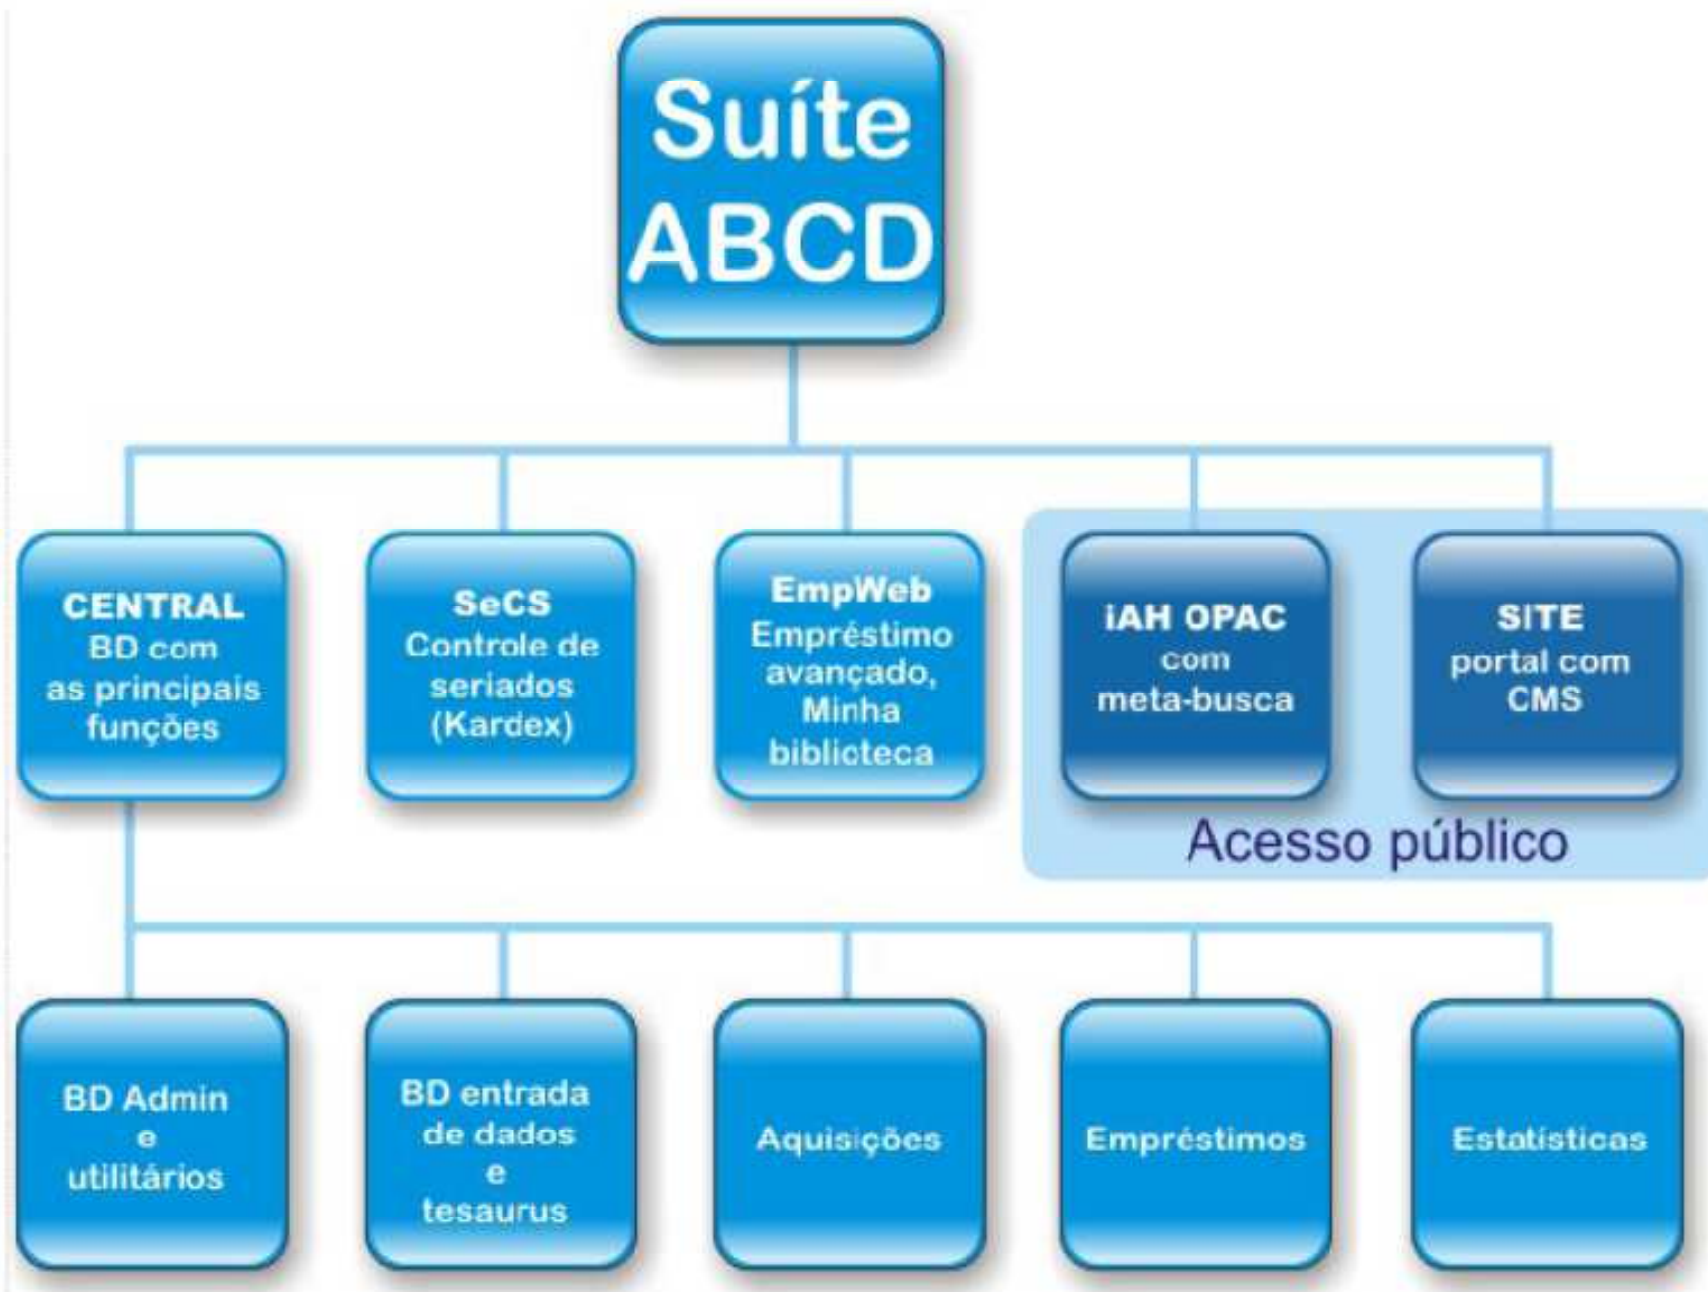 Suíte
ABCD
CENTRAL
BD com
as principais
funções
SeCS
Controle de
seriados
(Kardex)
EmpWeb
Empréstimo
avançado,
Minha
biblioteca
iAH OPAC
com
meta-busca
SITE
portal com
CMS
Acesso público
BD Admin
e
utilitários
BD entrada
de dados
e
tesaurus
Aquisições
Empréstimos
Estatísticas